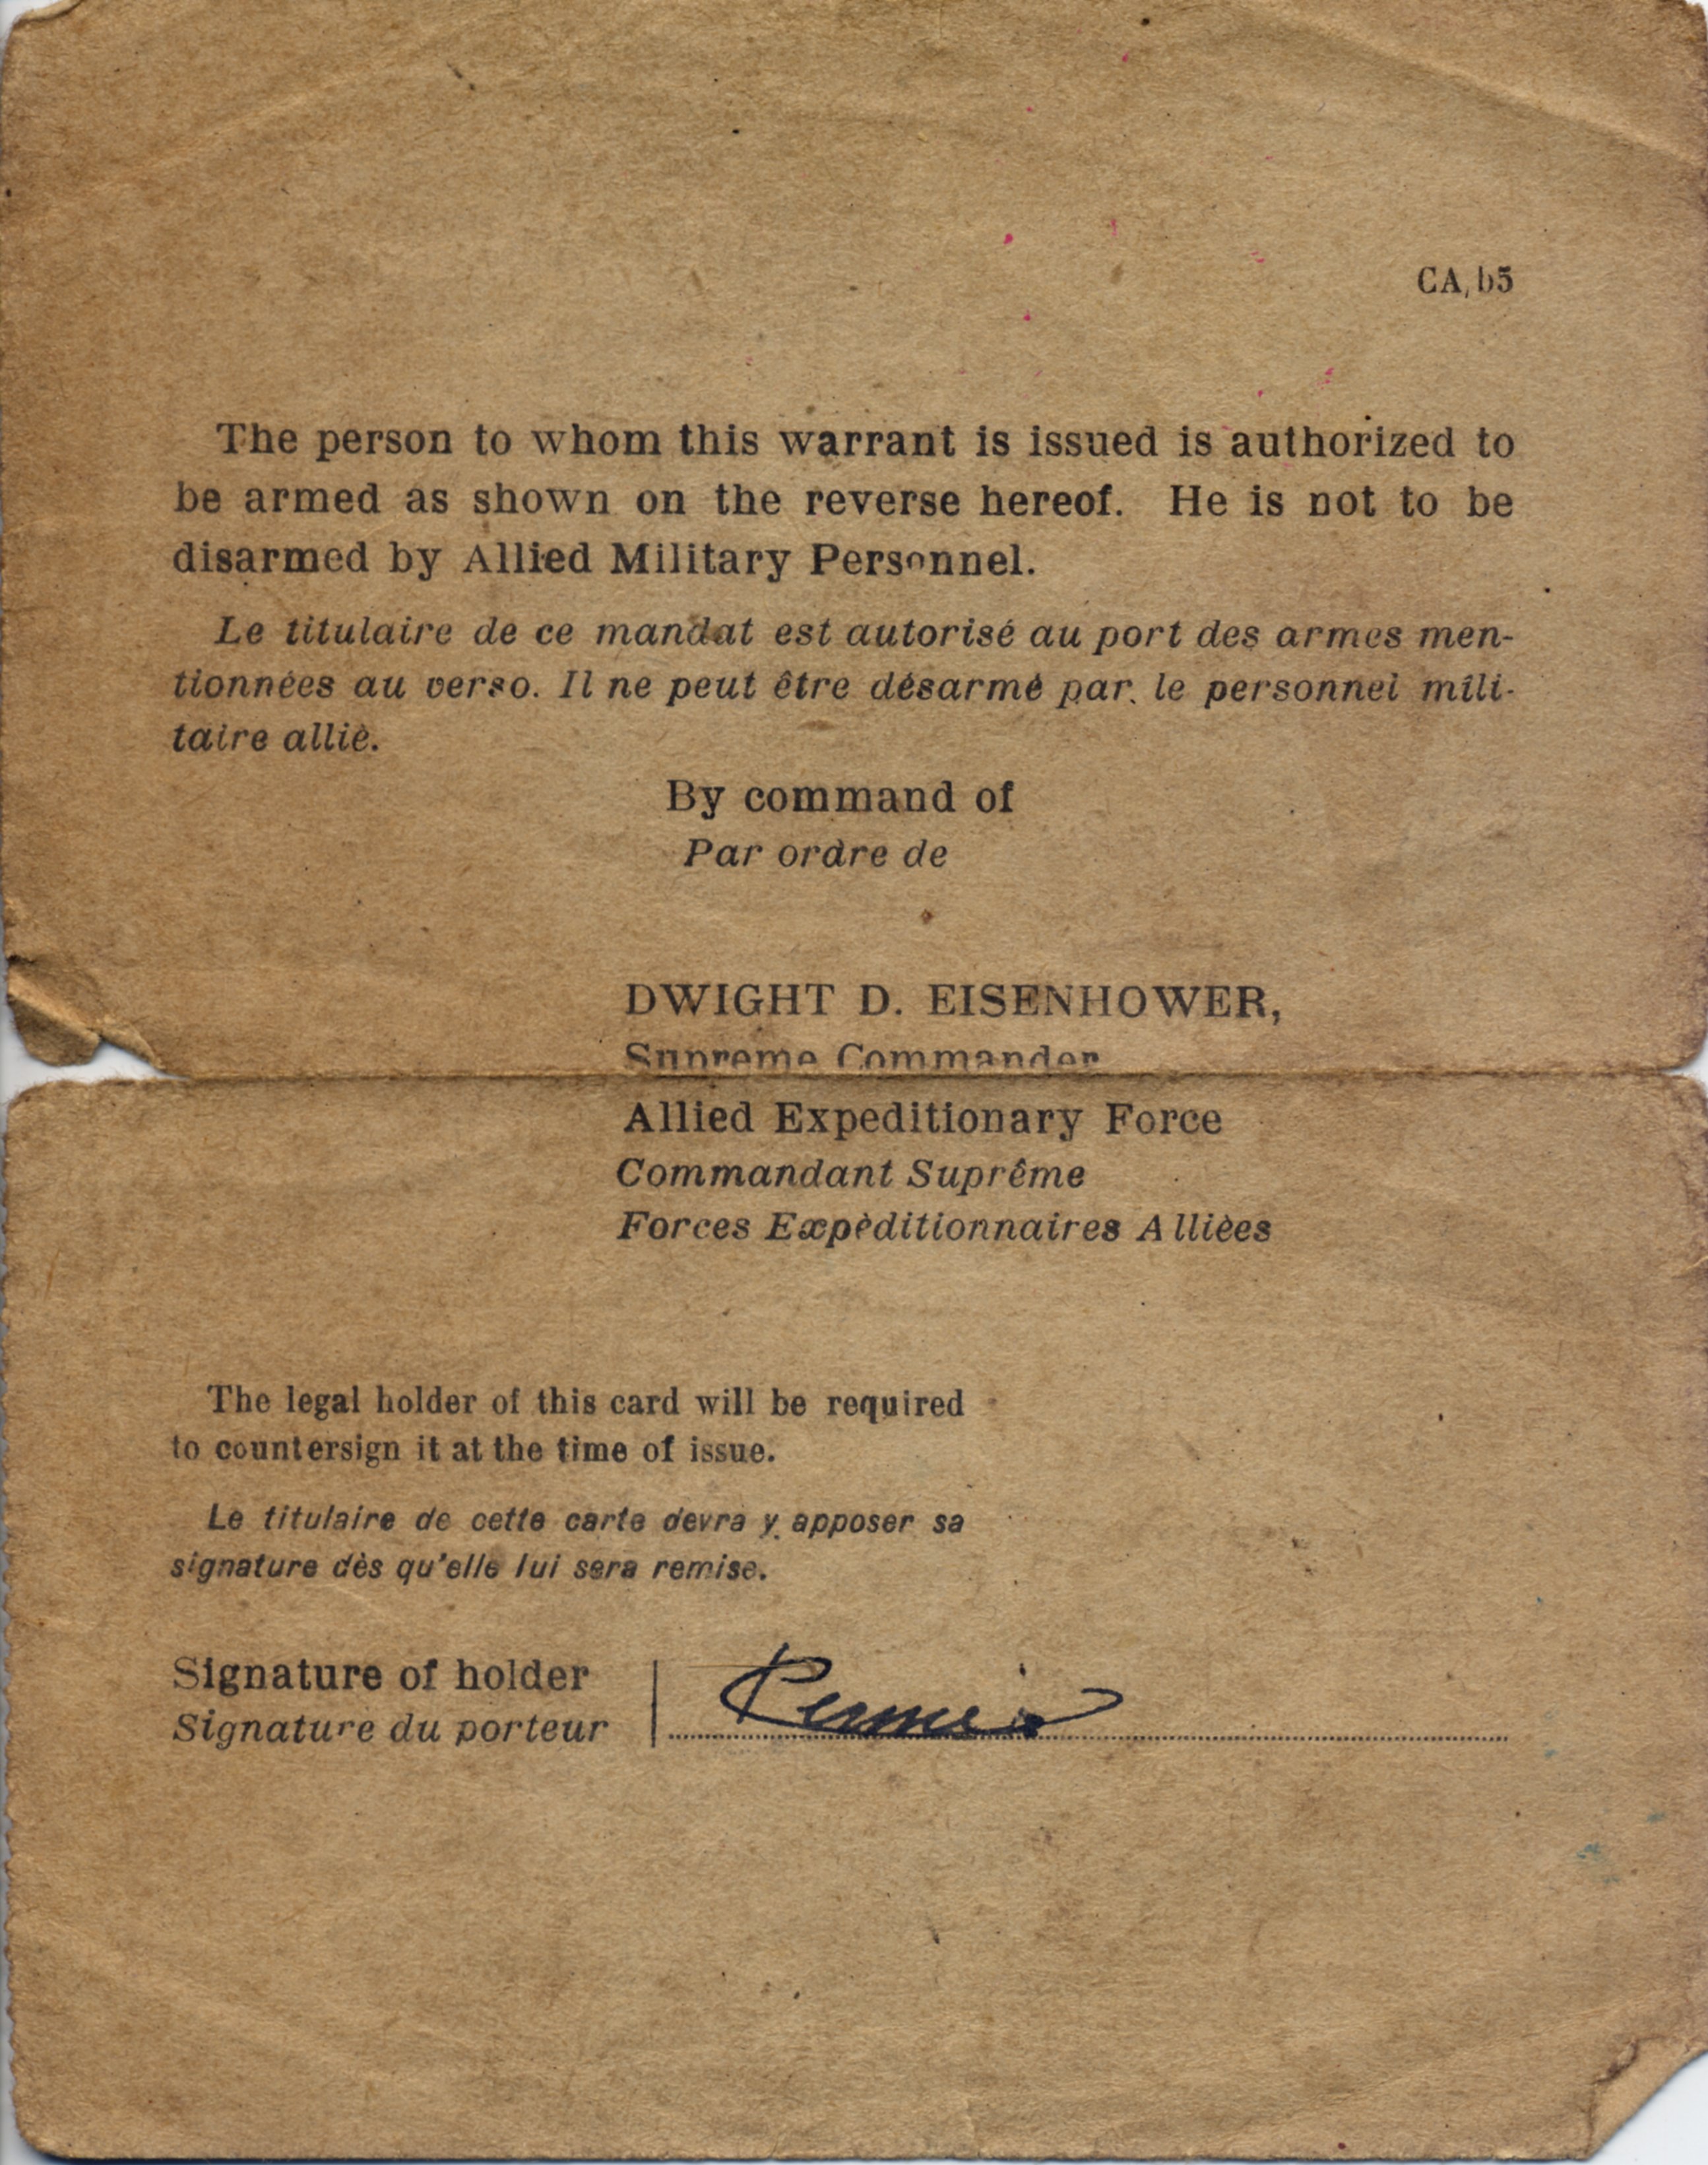 CA, b5
The person to whom this warrant is issued is authorized to
be armed as shown on the reverse hereof. He is not to be
disarmed by Allied Military Personnel.
Le titulaire de ce mandat est autorisé au port des armes men-
tionnées au verso. Il ne peut être désarmé par le personnel mili-
taire allié.
By command of
Par ordre de
DWIGHT D. EISENHOWER,
Supreme Commander
Allied Expeditionary Force
Commandant Suprême
Forces Expèditionnaires Allièes
The legal holder of this card will be required
to countersign it at the time of issue.
Le titulaire de cette carte devra y apposer sa
signature dès qu'elle lui sera remise.
Signature of holder
Signature du porteur